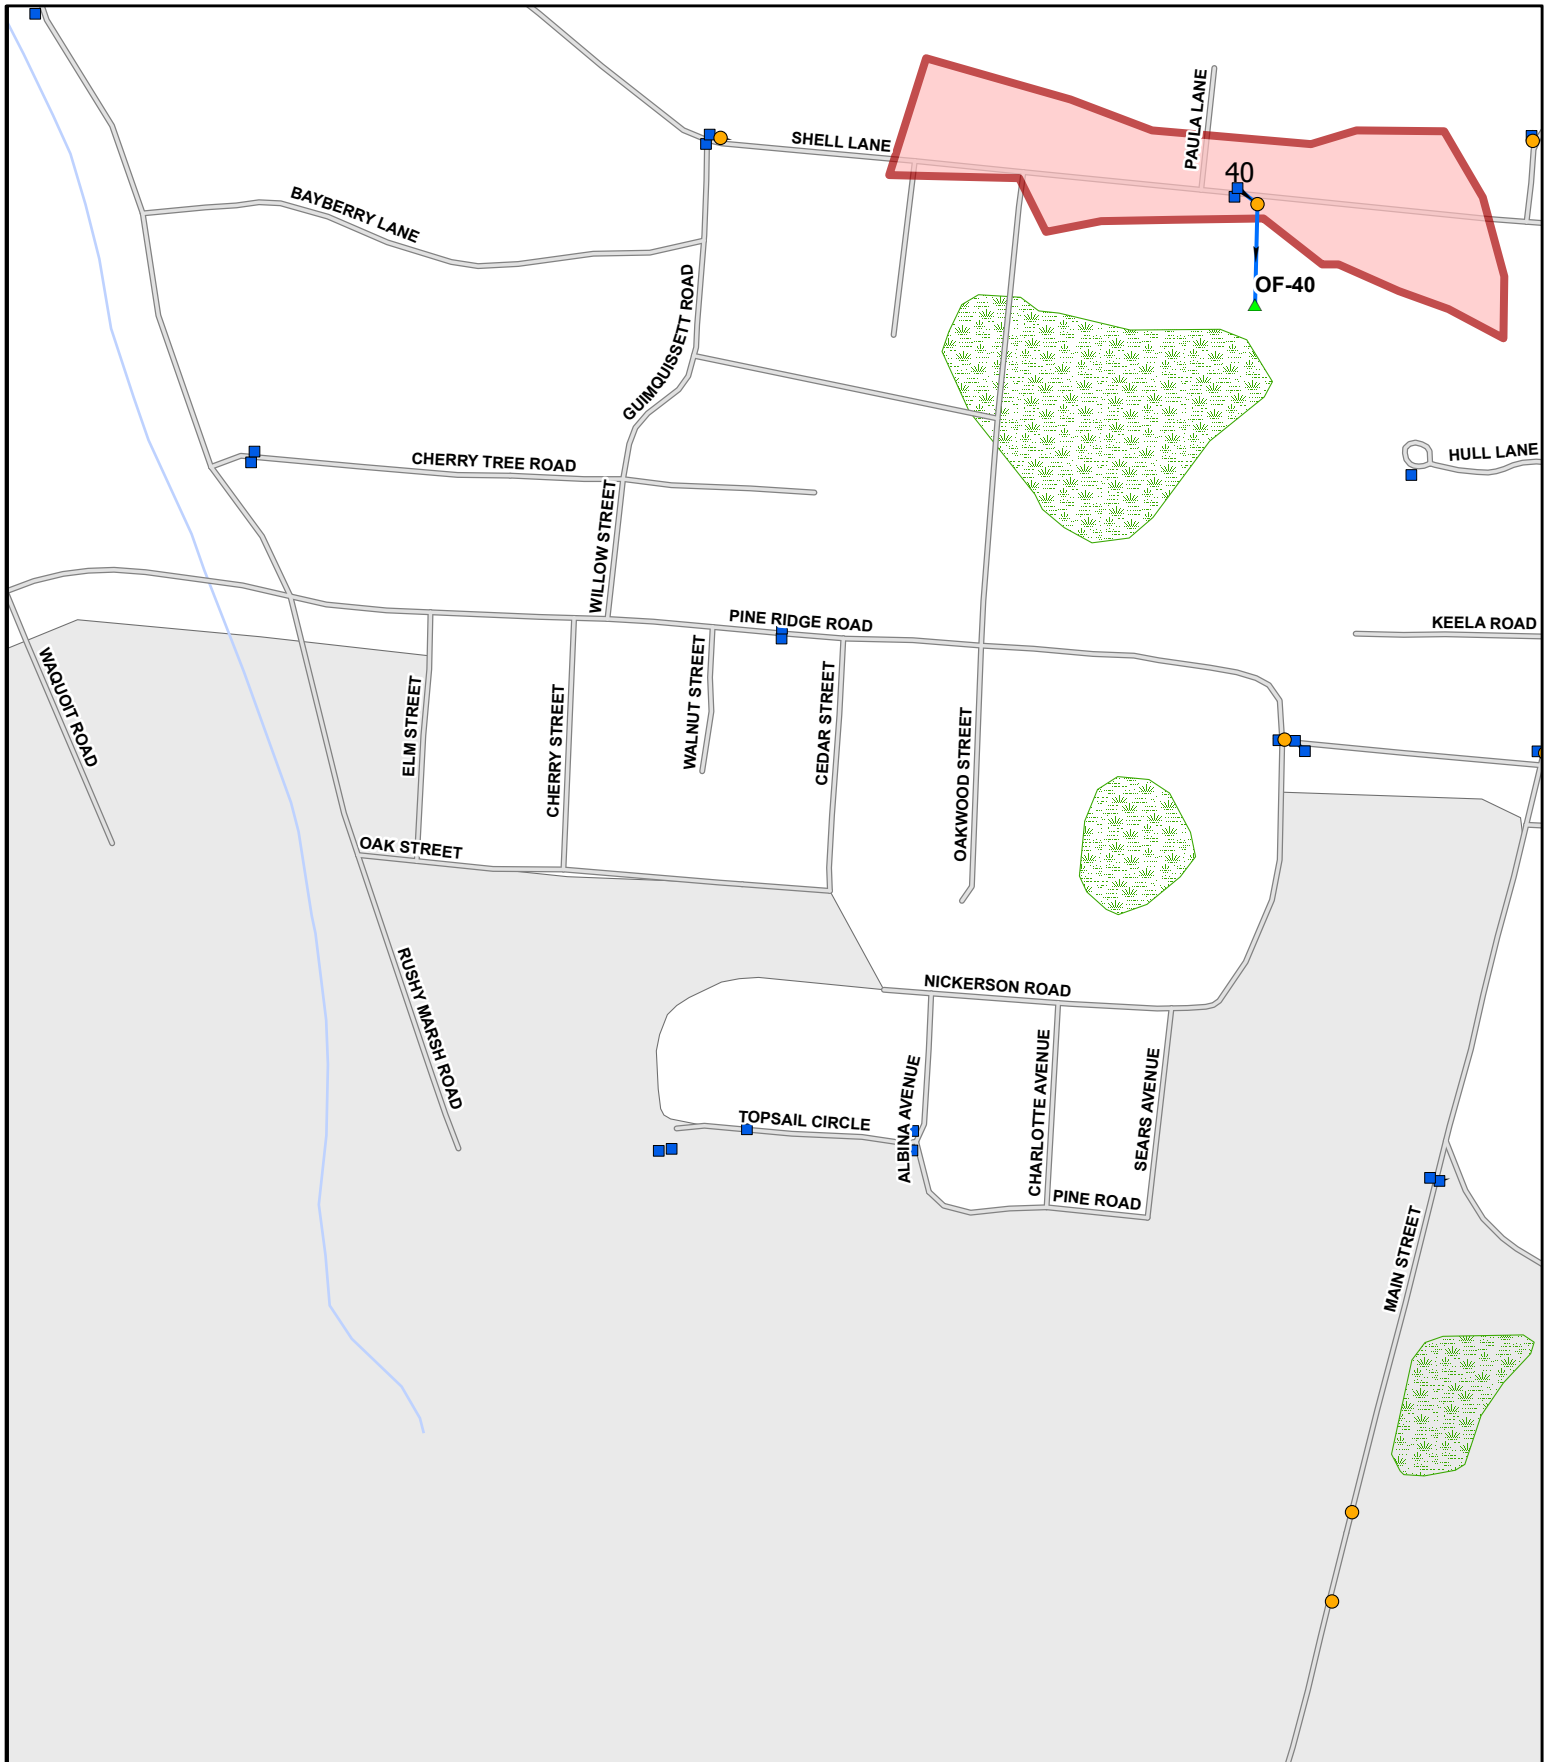 PAULA LANE
SHELL LANE
40
BAYBERRY LANE
OF-40
GUIMQUISSETT ROAD
HULL LANE
CHERRY TREE ROAD
WILLOW STREET
PINE RIDGE ROAD
KEELA ROAD
WAQUOIT ROAD
ELM STREET
CHERRY STREET
WALNUT STREET
CEDAR STREET
OAKWOOD STREET
OAK STREET
RUSHY MARSH ROAD
NICKERSON ROAD
TOPSAIL CIRCLE
ALBINA AVENUE
CHARLOTTE AVENUE
SEARS AVENUE
PINE ROAD
MAIN STREET